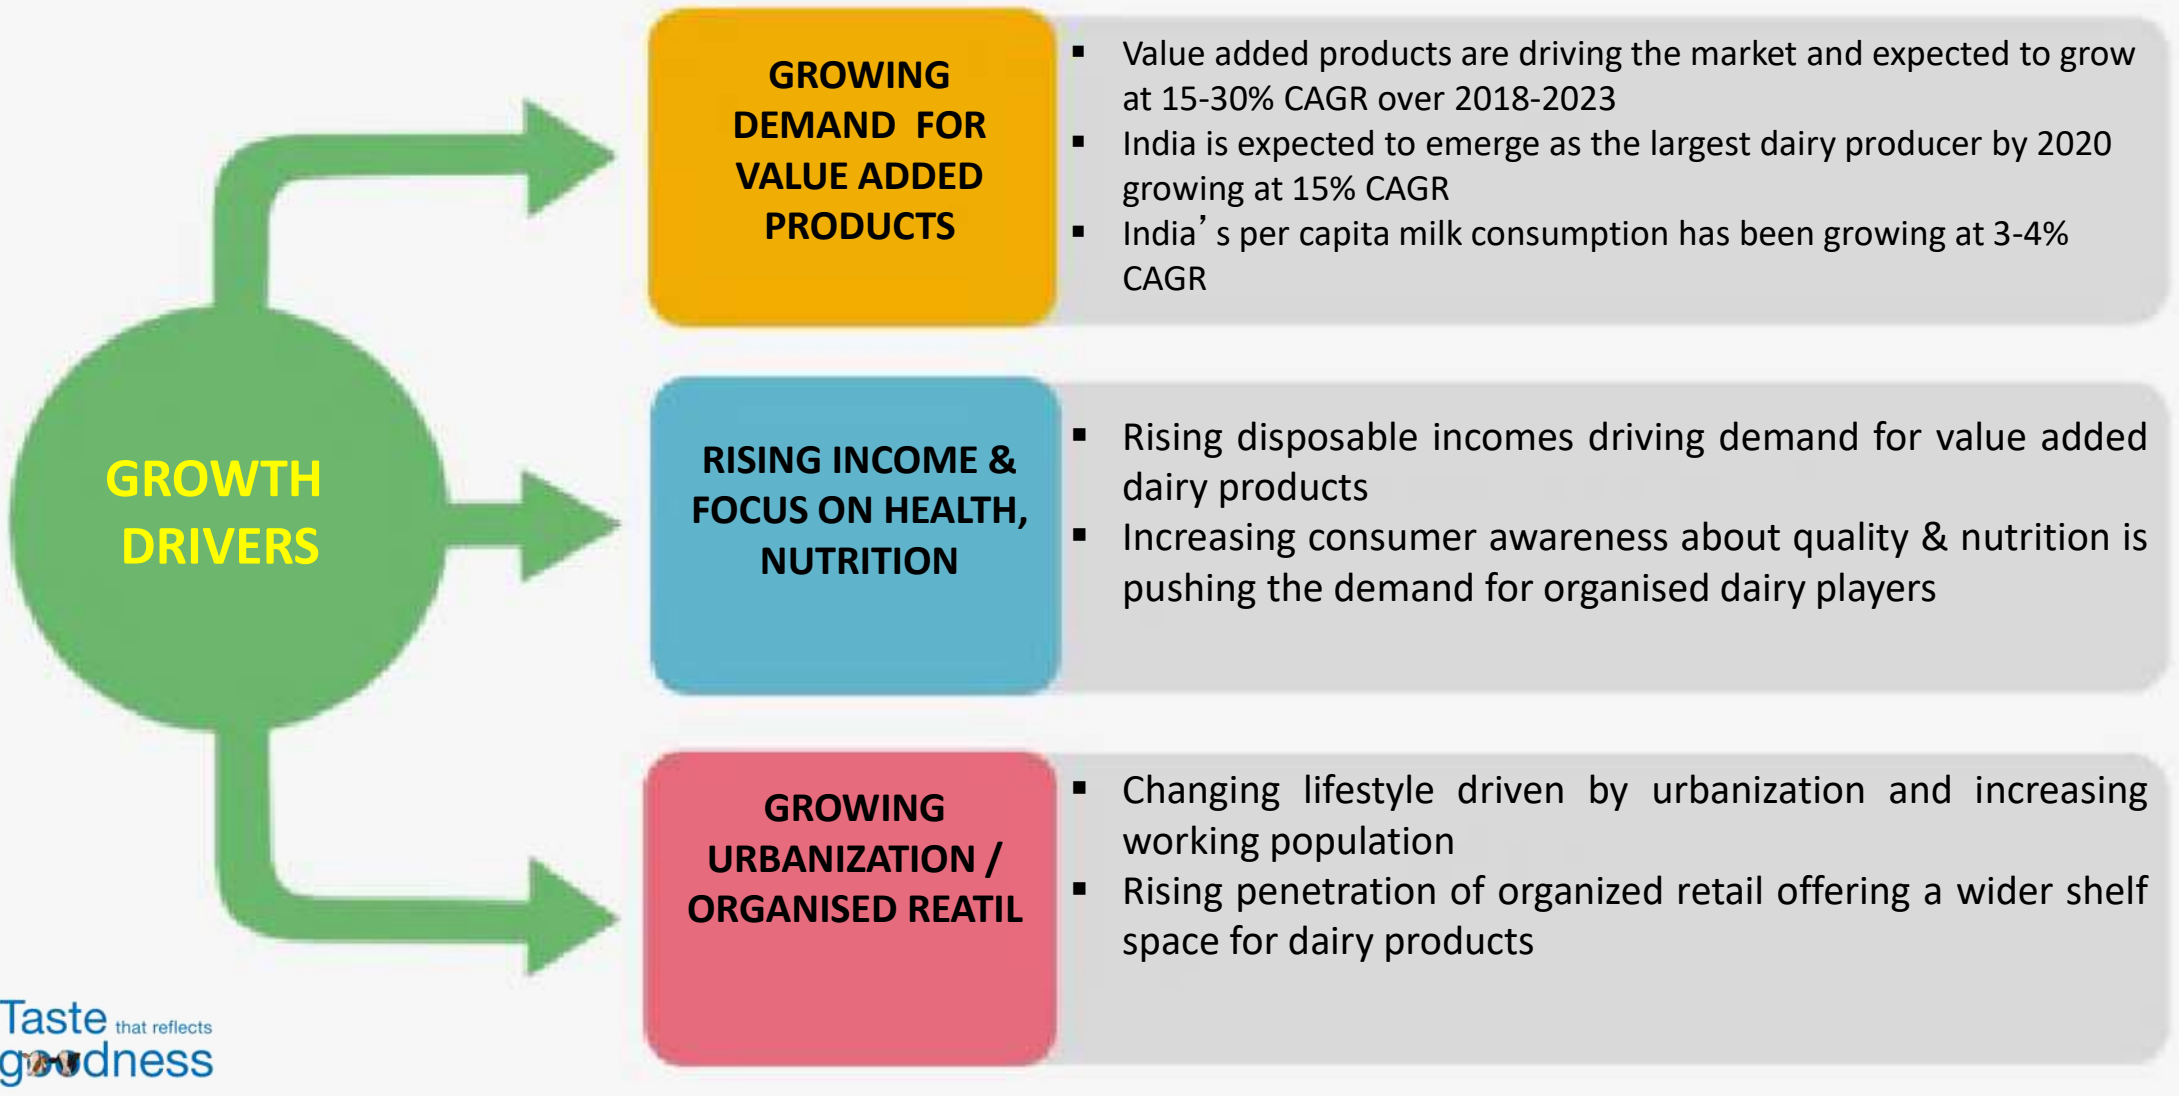 GROWTH
DRIVERS
GROWING
DEMAND FOR
VALUE ADDED
PRODUCTS
▪ Value added products are driving the market and expected to grow
at 15-30% CAGR over 2018-2023
▪ India is expected to emerge as the largest dairy producer by 2020
growing at 15% CAGR
▪ India’s per capita milk consumption has been growing at 3-4%
CAGR
RISING INCOME &
FOCUS ON HEALTH,
NUTRITION
▪ Rising disposable incomes driving demand for value added
dairy products
▪ Increasing consumer awareness about quality & nutrition is
pushing the demand for organised dairy players
GROWING
URBANIZATION /
ORGANISED REATIL
▪ Changing lifestyle driven by urbanization and increasing
working population
▪ Rising penetration of organized retail offering a wider shelf
space for dairy products
Taste that reflects
goodness